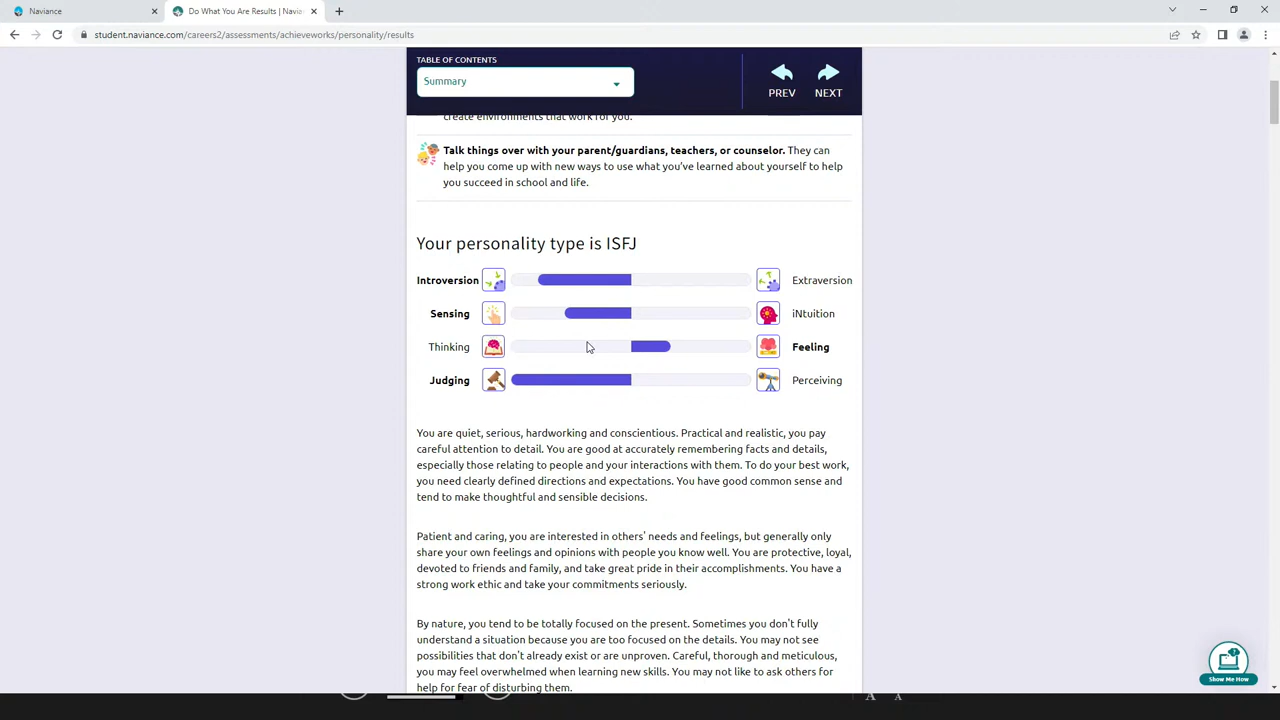 Naviance
Do What You Are Results | Navia
student.naviance.com/careers2/assessments/achieveworks/personality/results
TABLE OF CONTENTS
Summary
PREV
NEXT
create environments that work for you.
Talk things over with your parent/guardians, teachers, or counselor. They can
help you come up with new ways to use what you've learned about yourself to help
you succeed in school and life.
Your personality type is ISFJ
Introversion Extraversion
Sensing iNtuition
Thinking Feeling
Judging Perceiving
You are quiet, serious, hardworking and conscientious. Practical and realistic, you pay
careful attention to detail. You are good at accurately remembering facts and details,
especially those relating to people and your interactions with them. To do your best work,
you need clearly defined directions and expectations. You have good common sense and
tend to make thoughtful and sensible decisions.
Patient and caring, you are interested in others' needs and feelings, but generally only
share your own feelings and opinions with people you know well. You are protective, loyal,
devoted to friends and family, and take great pride in their accomplishments. You have a
strong work ethic and take your commitments seriously.
By nature, you tend to be totally focused on the present. Sometimes you don't fully
understand a situation because you are too focused on the details. You may not see
possibilities that don't already exist or are unproven. Careful, thorough and meticulous,
you may feel overwhelmed when learning new skills. You may not like to ask others for
help for fear of disturbing them.
Show Me How
A A